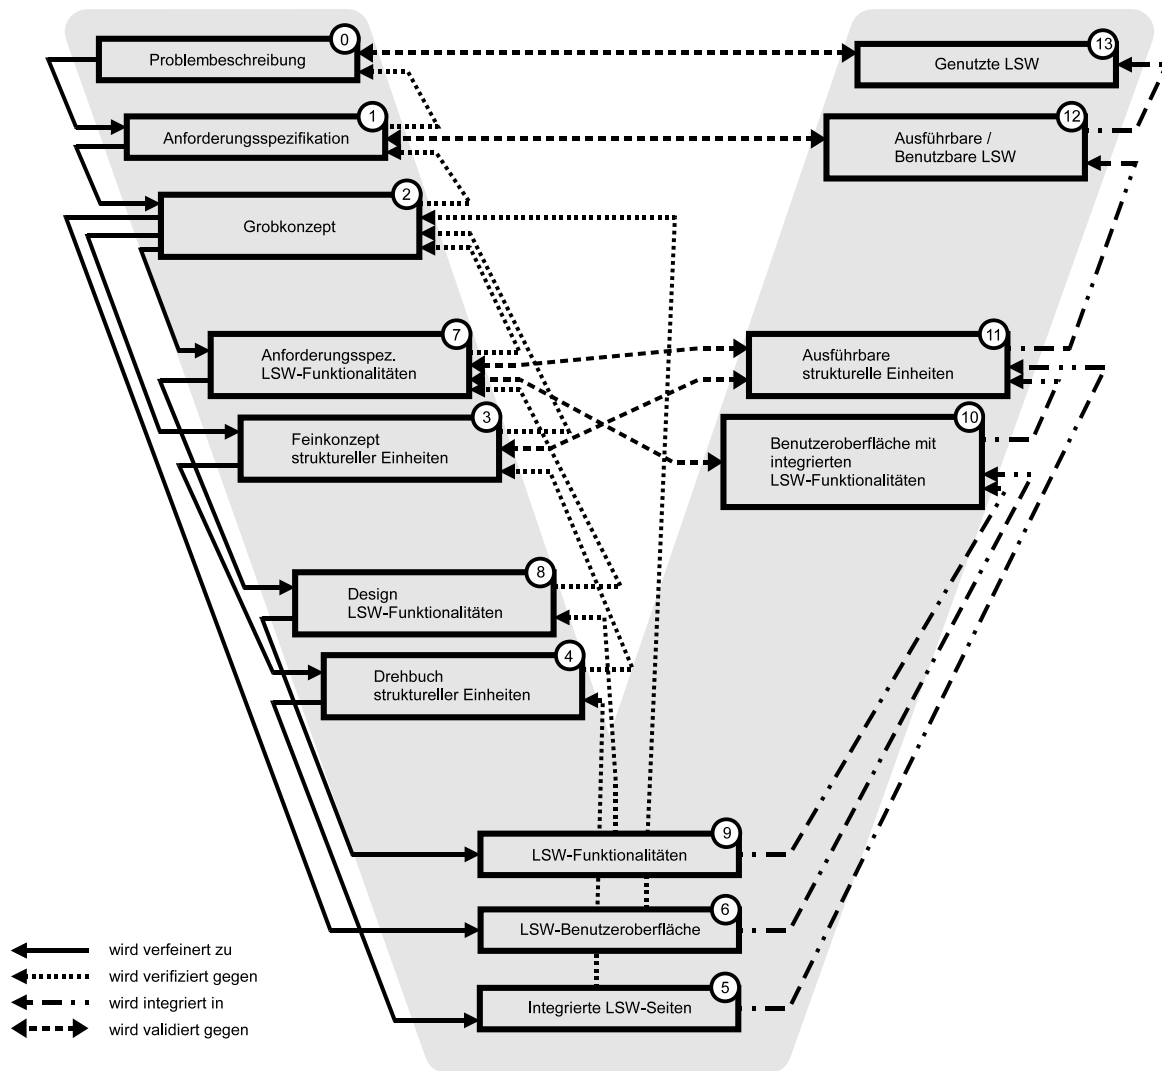 0
Problembeschreibung
13
Genutzte LSW
1
Anforderungsspezifikation
12
Ausführbare /
Benutzbare LSW
2
Grobkonzept
7
Anforderungsspez.
LSW-Funktionalitäten
11
Ausführbare
strukturelle Einheiten
3
Feinkonzept
struktureller Einheiten
10
Benutzeroberfläche mit
integrierten
LSW-Funktionalitäten
8
Design
LSW-Funktionalitäten
4
Drehbuch
struktureller Einheiten
9
LSW-Funktionalitäten
6
LSW-Benutzeroberfläche
5
Integrierte LSW-Seiten
wird verfeinert zu
wird verifiziert gegen
wird integriert in
wird validiert gegen